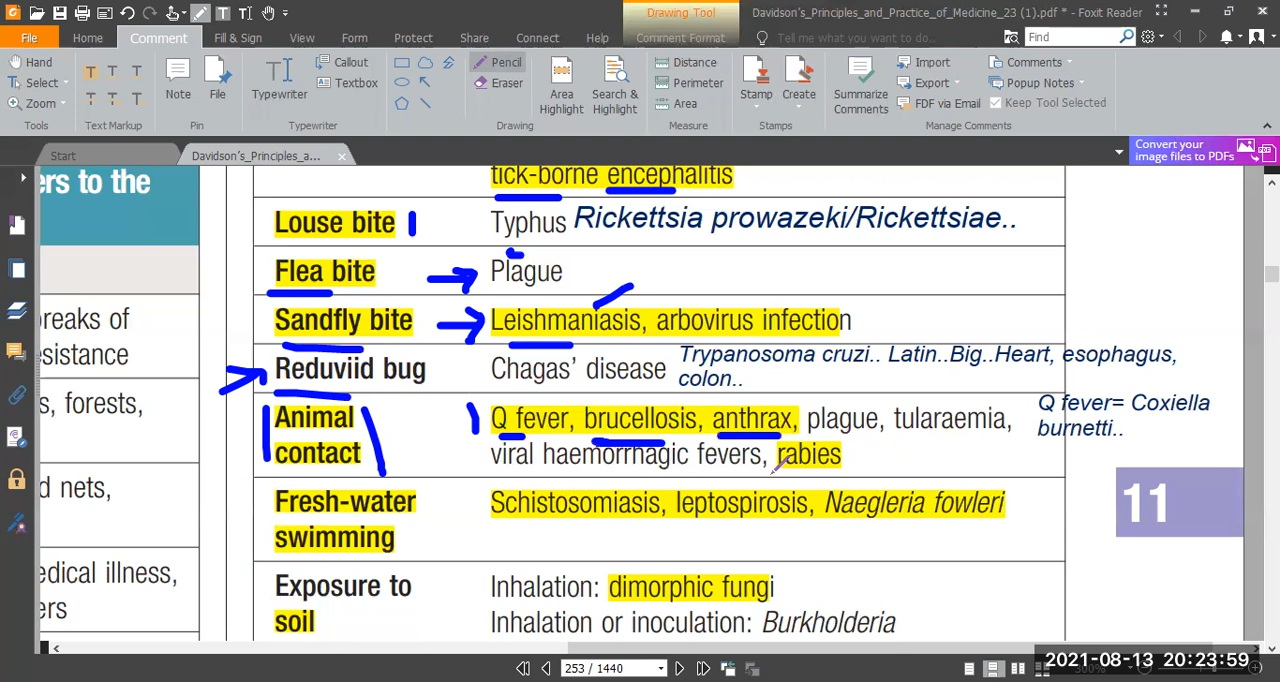 Drawing Tool
Davidson's_Principles_and_Practice_of_Medicine_23 (1).pdf * - Foxit Reader
File Home Comment Fill & Sign View Form Protect Share Connect Help Comment Format Tell me what you want to do... Find
Hand
Select
Zoom
Tools
Text Markup
Note
File
Pin
Typewriter
Callout
Textbox
Typewriter
Pencil
Eraser
Drawing
Area Highlight
Search & Highlight
Distance
Perimeter
Area
Measure
Stamp
Create
Stamps
Summarize Comments
Import
Export
FDF via Email
Comments
Popup Notes
Keep Tool Selected
Manage Comments
Start
Davidson's_Principles_a...
Convert your image files to PDFs
ers to the
reaks of
esistance
s, forests,
d nets,
edical illness,
ers
tick-borne encephalitis
Louse bite Typhus Rickettsia prowazeki/Rickettsiae..
Flea bite Plague
Sandfly bite Leishmaniasis, arbovirus infection
Reduviid bug Chagas' disease Trypanosoma cruzi.. Latin..Big..Heart, esophagus,
colon..
Animal Q fever, brucellosis, anthrax, plague, tularaemia,
contact viral haemorrhagic fevers, rabies
Q fever= Coxiella
burnetti..
Fresh-water Schistosomiasis, leptospirosis, Naegleria fowleri
swimming
11
Exposure to Inhalation: dimorphic fungi
soil Inhalation or inoculation: Burkholderia
253 / 1440
2021-08-13 20:23:59